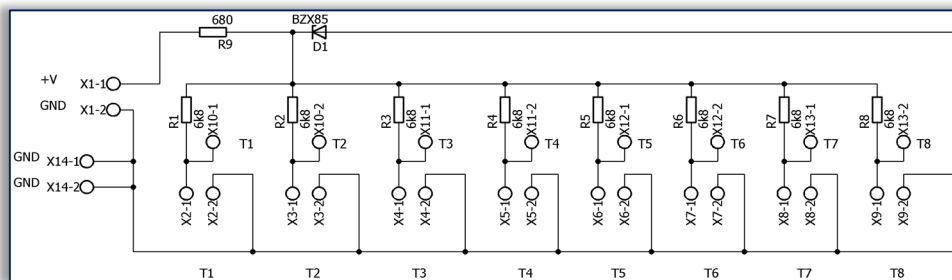 680
BZX85
R9
D1
+V X1-1
GND X1-2
R1 6k8 X10-1
R2 6k8 X10-2
R3 6k8 X11-1
R4 6k8 X11-2
R5 6k8 X12-1
R6 6k8 X12-2
R7 6k8 X13-1
R8 6k8 X13-2
T1 T2 T3 T4 T5 T6 T7 T8
GND X14-1
GND X14-2
X2-1 X2-2 X3-1 X3-2 X4-1 X4-2 X5-1 X5-2 X6-1 X6-2 X7-1 X7-2 X8-1 X8-2 X9-1 X9-2
T1 T2 T3 T4 T5 T6 T7 T8